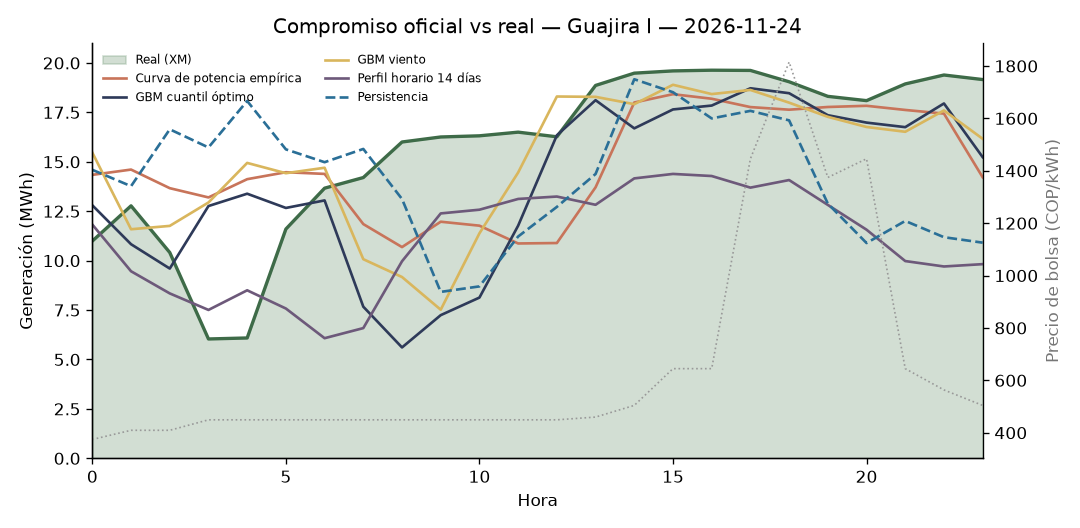 Compromiso oficial vs real — Guajira I — 2026-11-24
Real (XM)
Curva de potencia empírica
GBM cuantil óptimo
GBM viento
Perfil horario 14 días
Persistencia
Generación (MWh)
20.0
17.5
15.0
12.5
10.0
7.5
5.0
2.5
0.0
0 5 10 15 20
Hora
1800
1600
1400
1200
1000
800
600
400
Precio de bolsa (COP/kWh)